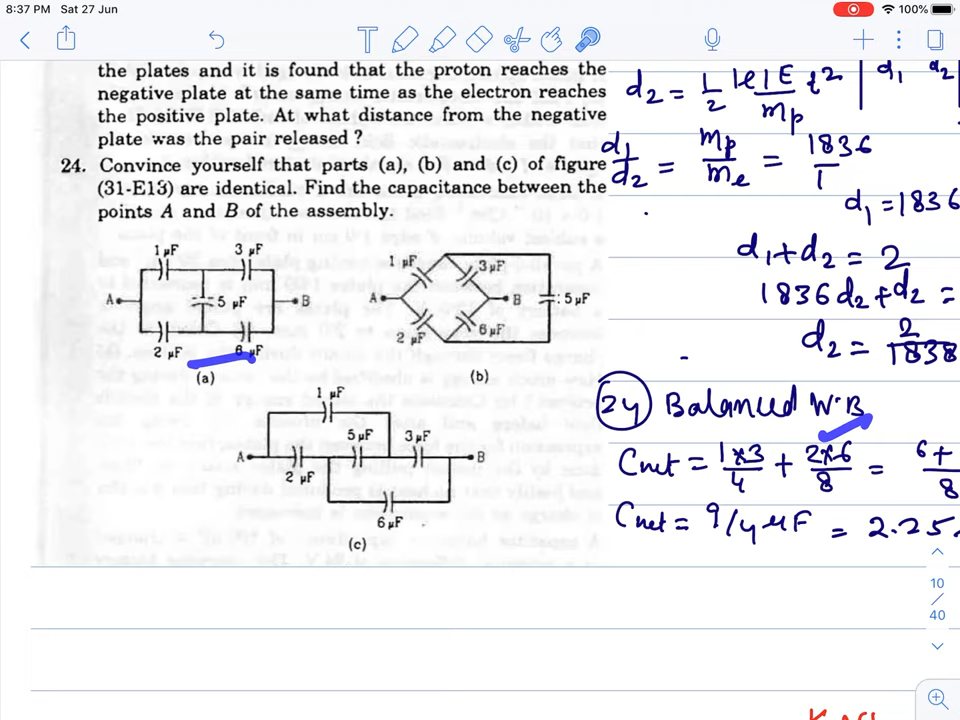 8:37 PM Sat 27 Jun 100%
the plates and it is found that the proton reaches the
negative plate at the same time as the electron reaches
the positive plate. At what distance from the negative
plate was the pair released ?
24. Convince yourself that parts (a), (b) and (c) of figure
(31-E13) are identical. Find the capacitance between the
points A and B of the assembly.
1 μF 3 μF
A 5 μF B
2 μF 6 μF
(a)
1 μF 3 μF
A B 5 μF
2 μF 6 μF
(b)
1 μF
5 μF 3 μF
A B
2 μF
6 μF
(c)
d2 = 1/2 |e|E/mp t² d1 d2
d1/d2 = mp/me = 1836/1
d1 = 1836
d1 + d2 = 2
1836d2 + d2 =
d2 = 2/1838
24 Balanced W.B
Cnet = 1×3/4 + 2×6/8 = 6+/8
Cnet = 9/4 μF = 2.25
10
/
40